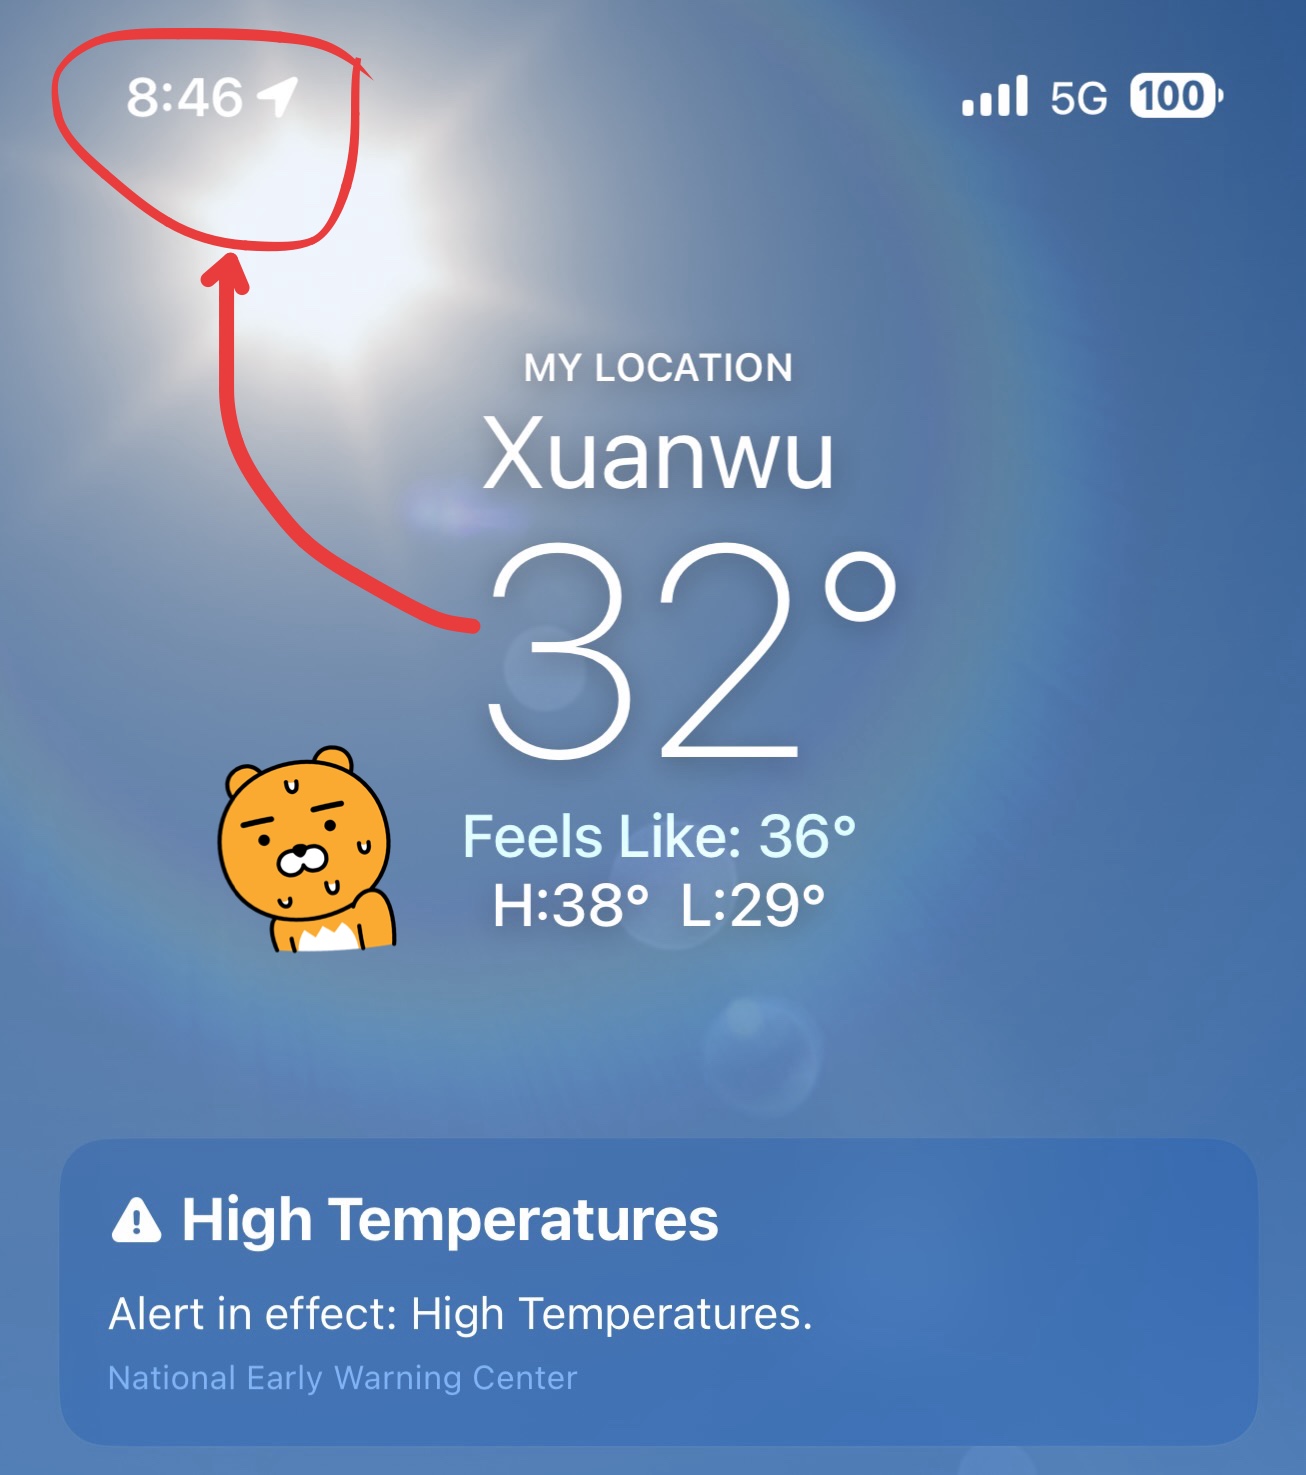 8:46 5G 100
MY LOCATION
Xuanwu
32°
Feels Like: 36°
H:38° L:29°
High Temperatures
Alert in effect: High Temperatures.
National Early Warning Center